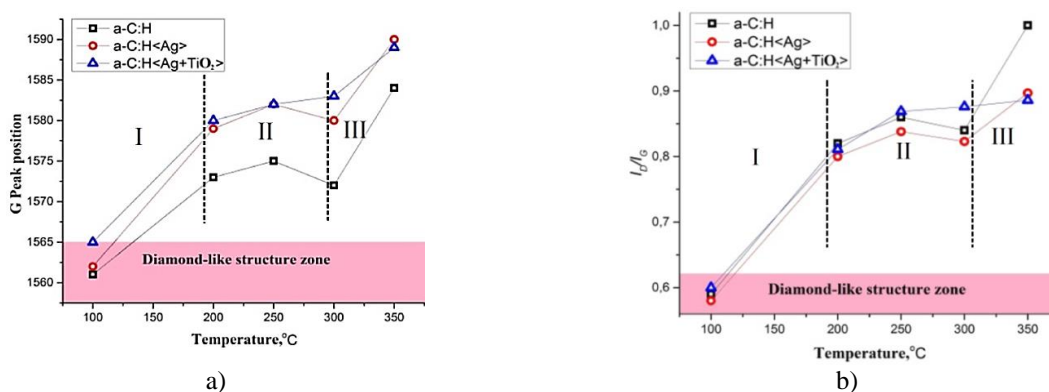 a-C:H
a-C:H<Ag>
a-C:H<Ag+TiO₂>
G Peak position
1590
1585
1580
1575
1570
1565
1560
I
II
III
Diamond-like structure zone
100 150 200 250 300 350
Temperature,°C
a)
a-C:H
a-C:H<Ag>
a-C:H<Ag+TiO₂>
I_D/I_G
1,0
0,9
0,8
0,7
0,6
I
II
III
Diamond-like structure zone
100 150 200 250 300 350
Temperature,°C
b)